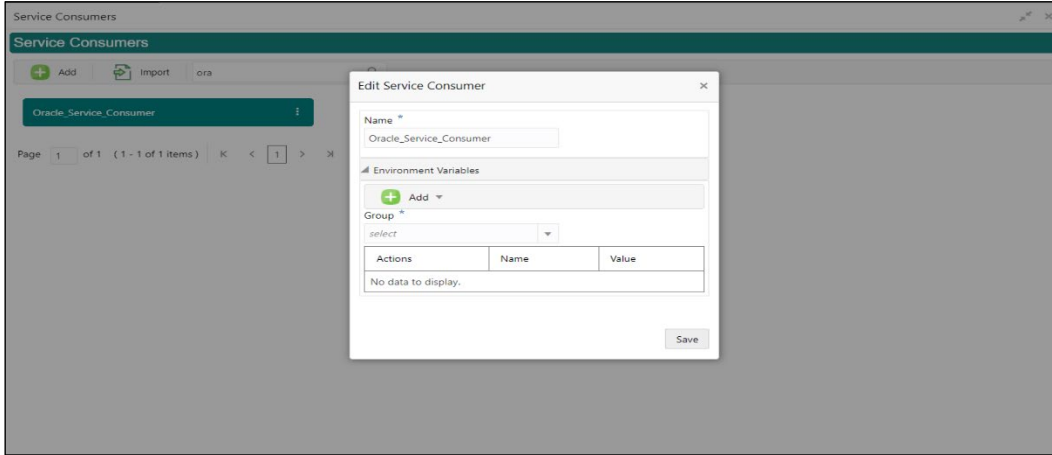 Service Consumers
Service Consumers
Add Import ora
Oracle_Service_Consumer
Page 1 of 1 (1 - 1 of 1 items) K < 1 > >|
Edit Service Consumer
Name *
Oracle_Service_Consumer
Environment Variables
Add
Group *
select
Actions Name Value
No data to display.
Save